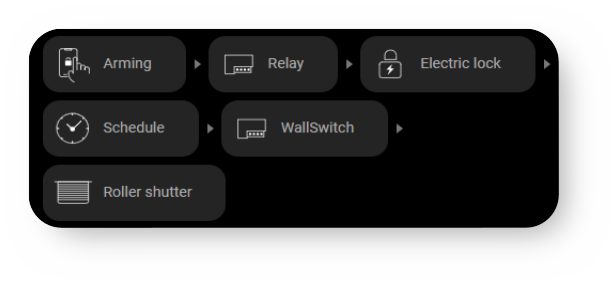 Arming Relay Electric lock
Schedule WallSwitch
Roller shutter